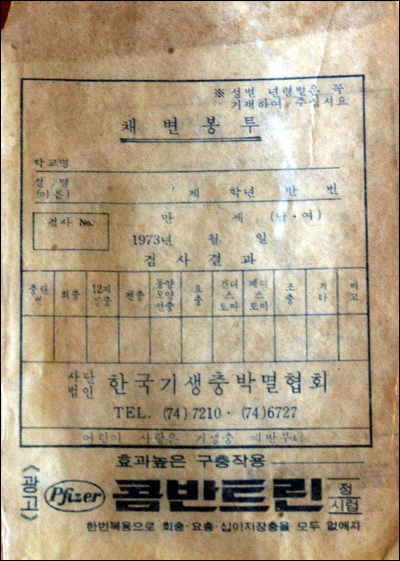 ※성별 년령별은 꼭
기재하여 주십시요
채변봉투
학교명
성명
(이름) 제 학년 반 번
검사 No. 만 세 (남·여)
1973년 월 일
검사결과
회충 12지장충 편충 동양모양선충 요충 간디스토마 폐디스토마 조충 기타 비고
사단법인 한국기생충박멸협회
TEL. (74)7210·(74)6727
어린이 사랑은 기생충 예방부터
효과높은 구충작용
<광고> Pfizer 콤반트린 정 시럽
한번복용으로 회충·요충·십이지장충을 모두 없애자